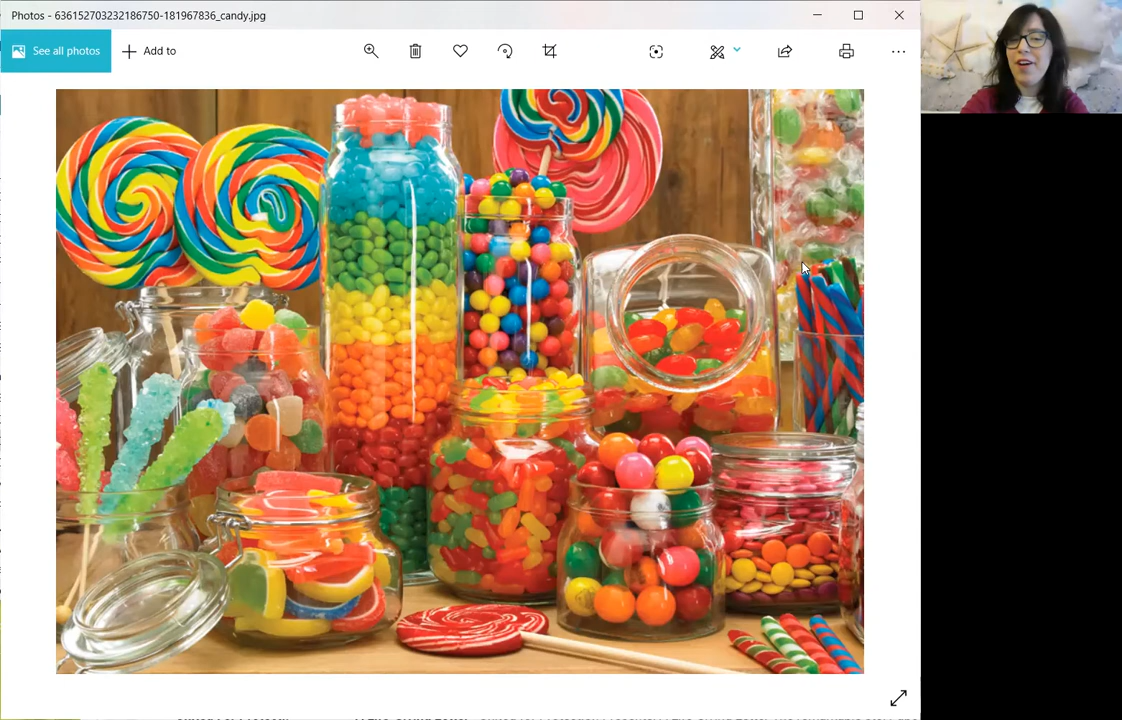 Photos - 636152703232186750-181967836_candy.jpg
See all photos
Add to